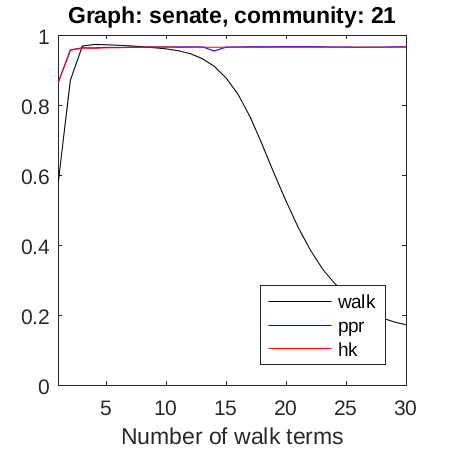 Graph: senate, community: 21
1
0.8
0.6
0.4
0.2
0
walk
ppr
hk
5 10 15 20 25 30
Number of walk terms